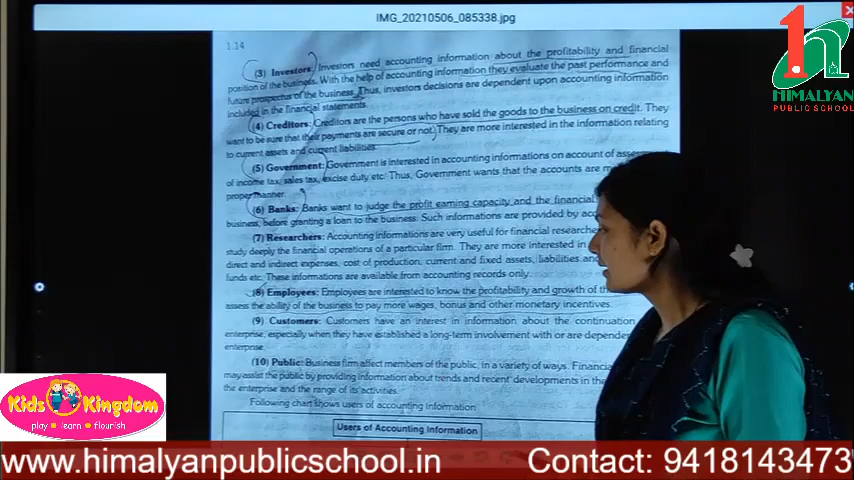 IMG_20210506_085338.jpg
1.14
(3) Investors: Investors need accounting information about the profitability and financial
position of the business. With the help of accounting information they evaluate the past performance and
future prospectus of the business. Thus, investors decisions are dependent upon accounting information
included in the financial statements.
(4) Creditors: Creditors are the persons who have sold the goods to the business on credit. They
want to be sure that their payments are secure or not. They are more interested in the information relating
to current assets and current liabilities.
(5) Government: Government is interested in accounting informations on account of
of income tax, sales tax, excise duty etc. Thus, Government wants that the accounts are
proper manner.
(6) Banks: Banks want to judge the profit earning capacity and the financial
business, before granting a loan to the business. Such informations are provided by
(7) Researchers: Accounting informations are very useful for financial
study deeply the financial operations of a particular firm. They are more interested in
direct and indirect expenses, cost of production, current and fixed assets, liabilities
funds etc. These informations are available from accounting records only.
(8) Employees: Employees are interested to know the profitability and growth of
assess the ability of the business to pay more wages, bonus and other monetary incentives.
(9) Customers: Customers have an interest in information about the continuation
enterprise, especially when they have established a long-term involvement with or are
enterprise.
(10) Public: Business firm affect members of the public, in a variety of ways.
may assist the public by providing information about trends and recent developments in the
the enterprise and the range of its activities.
Following chart shows users of accounting information
Users of Accounting Information
1
HIMALYAN
PUBLIC SCHOOL
Kids Kingdom
play learn flourish
www.himalyanpublicschool.in Contact: 9418143473